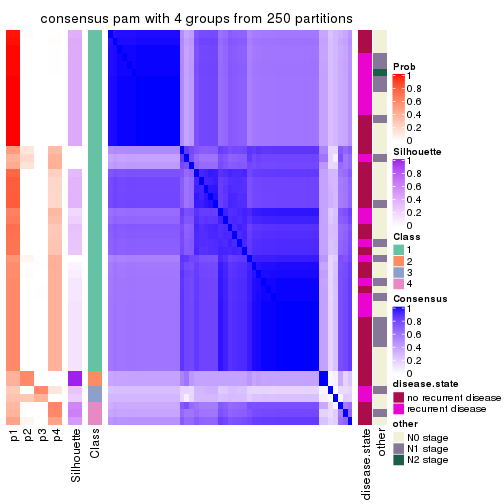 consensus pam with 4 groups from 250 partitions
Prob
1
0.8
0.6
0.4
0.2
0
Silhouette
1
0.8
0.6
0.4
0.2
0
Class
1
2
3
4
Consensus
1
0.8
0.6
0.4
0.2
0
disease.state
no recurrent disease
recurrent disease
other
N0 stage
N1 stage
N2 stage
p1
p2
p3
p4
Silhouette
Class
disease.state
other